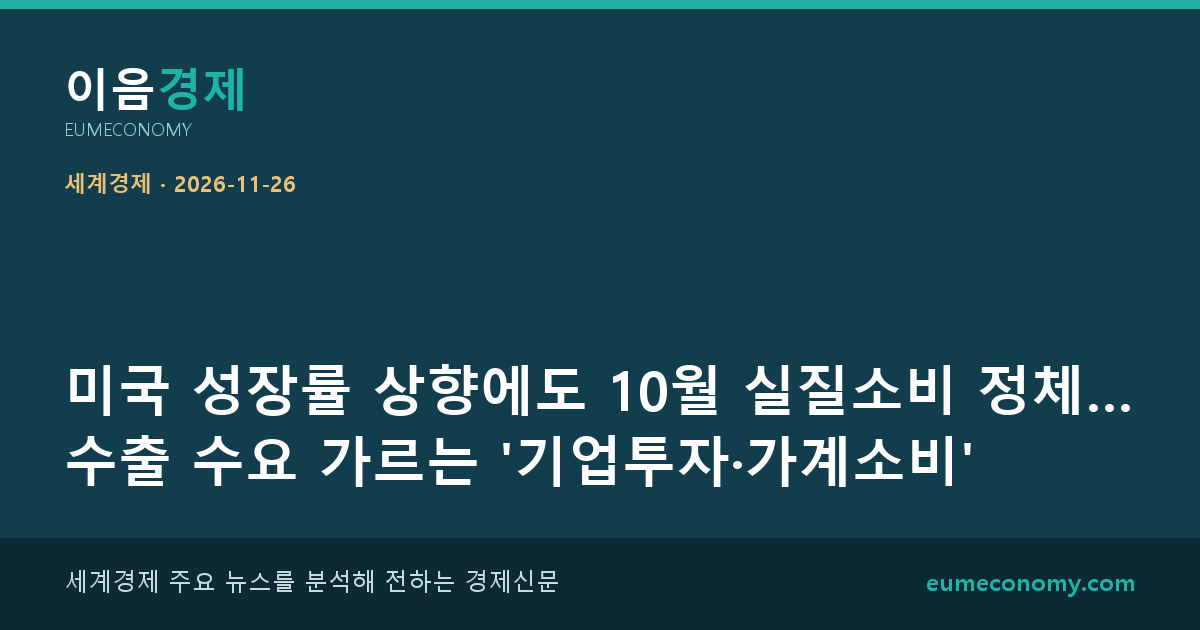 이음경제
EUMECONOMY
세계경제 · 2026-11-26
미국 성장률 상향에도 10월 실질소비 정체...
수출 수요 가르는 '기업투자·가계소비'
세계경제 주요 뉴스를 분석해 전하는 경제신문
eumeconomy.com